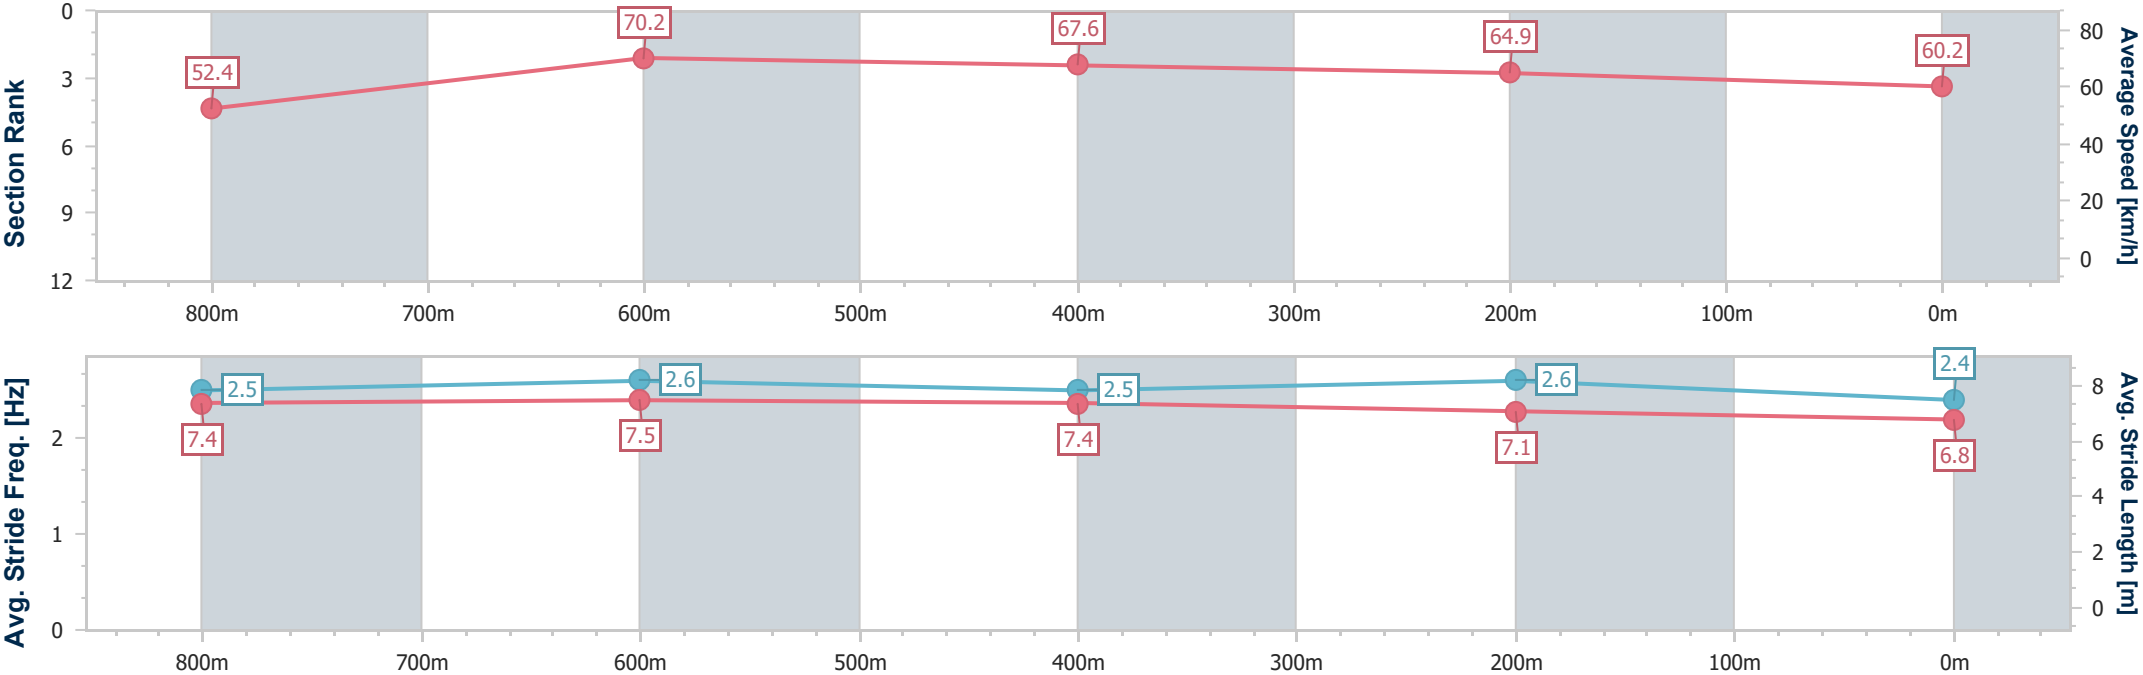 Section Rank
0
3
6
9
12
52.4
70.2
67.6
64.9
60.2
80
60
40
20
0
Average Speed [km/h]
800m
700m
600m
500m
400m
300m
200m
100m
0m
Avg. Stride Freq. [Hz]
2
1
0
2.5
2.6
2.5
2.6
2.4
7.4
7.5
7.4
7.1
6.8
8
6
4
2
0
Avg. Stride Length [m]
800m
700m
600m
500m
400m
300m
200m
100m
0m